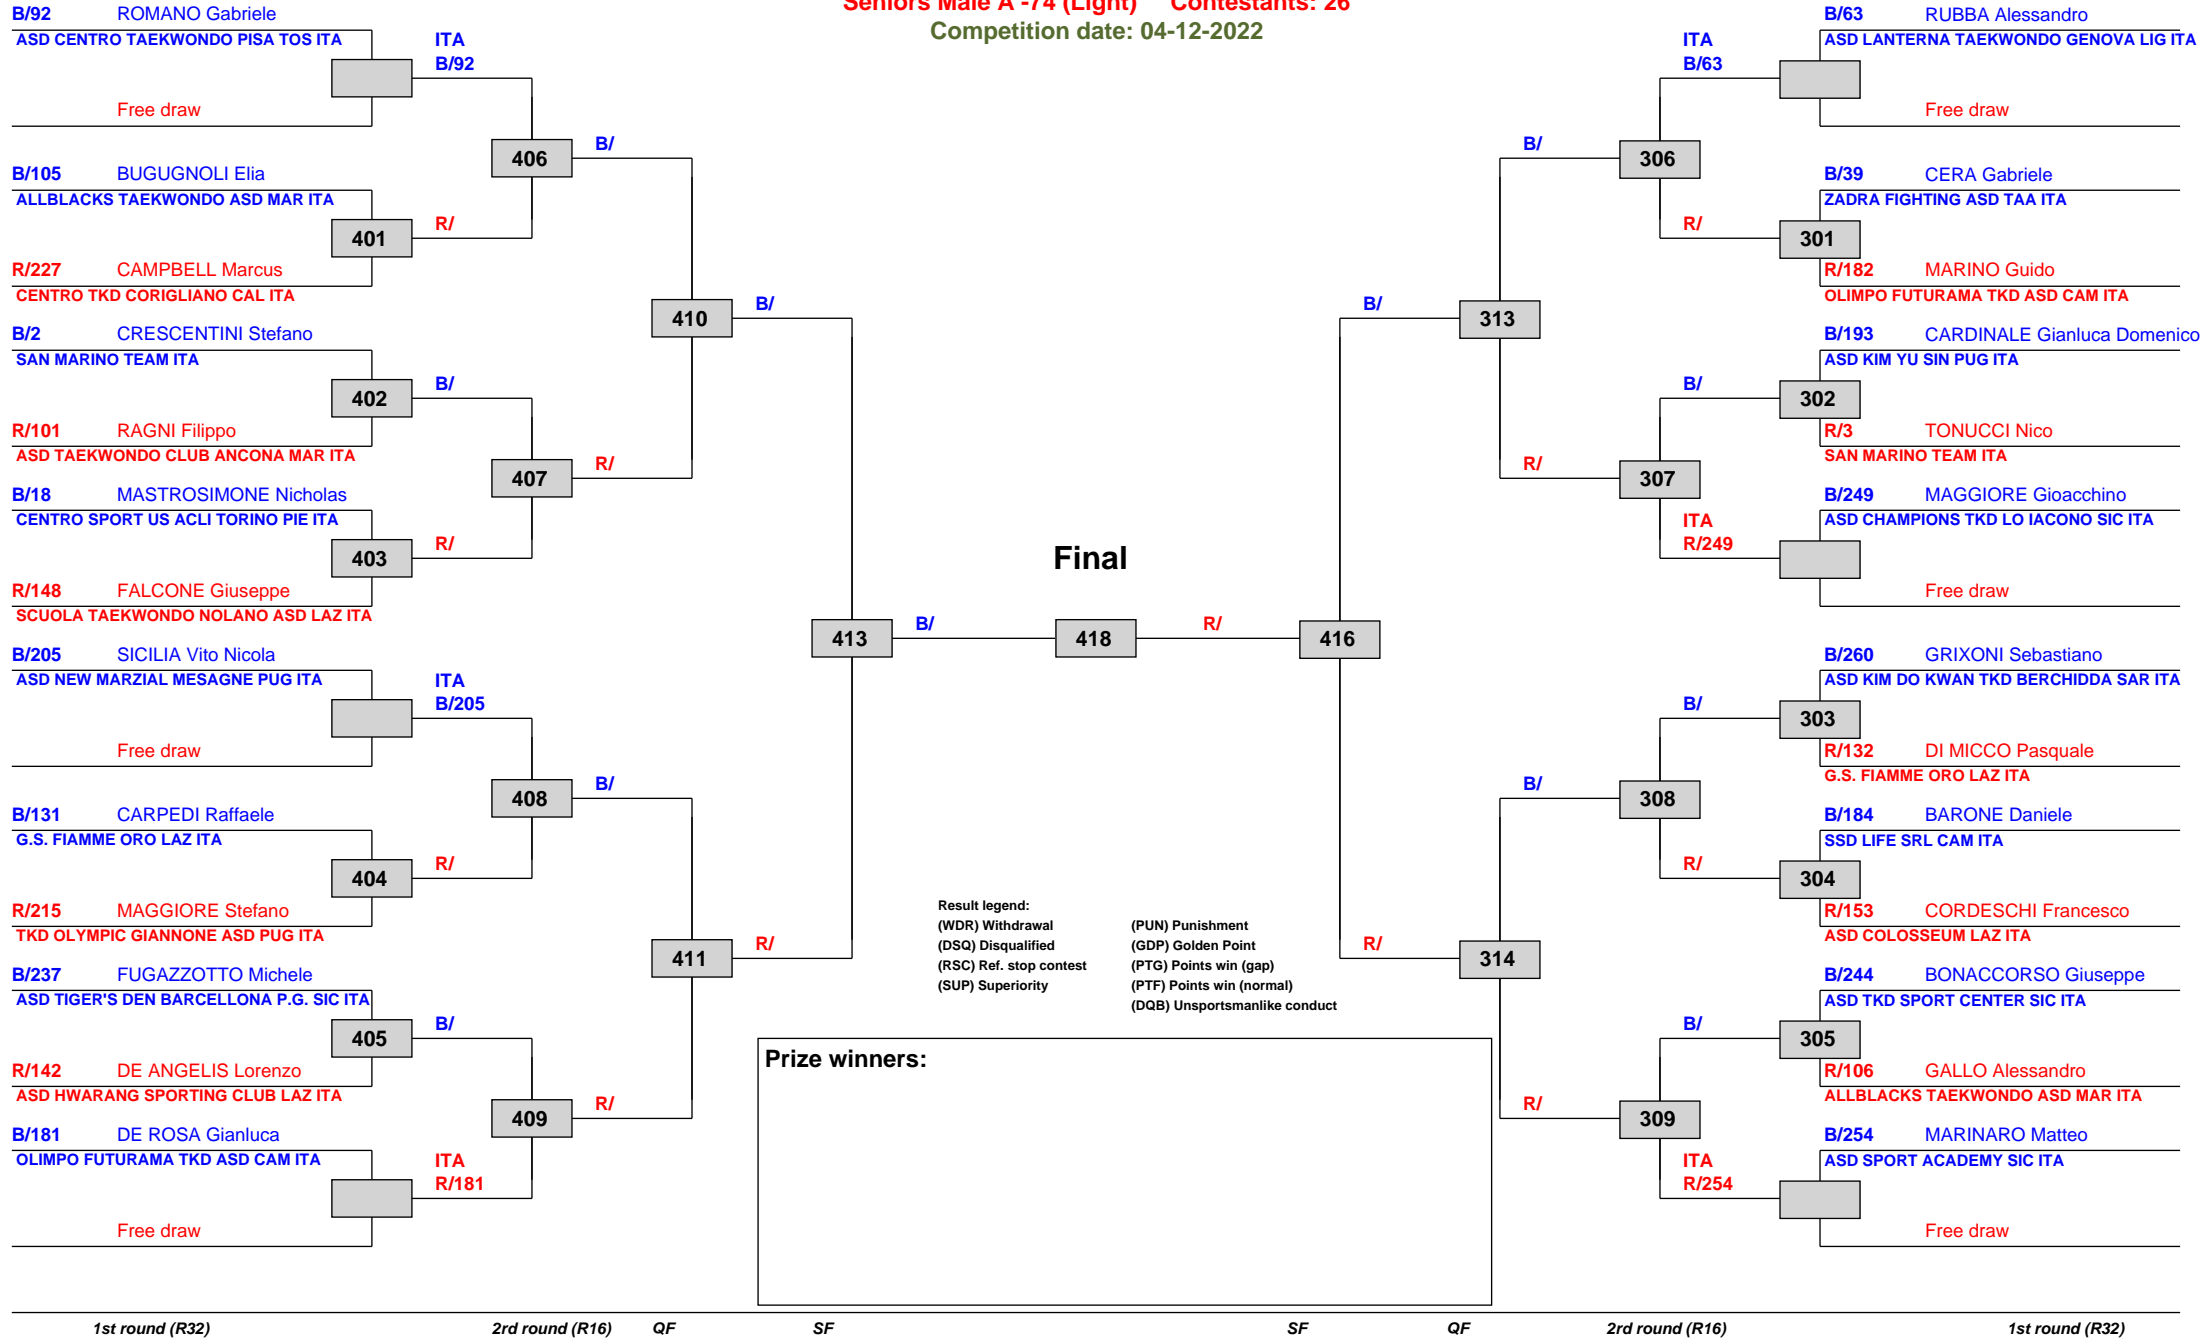 Seniors Male A -74 (Light) Contestants: 26
Competition date: 04-12-2022
B/92 ROMANO Gabriele
ASD CENTRO TAEKWONDO PISA TOS ITA
ITA
B/92
Free draw
406
B/
B/105 BUGUGNOLI Elia
ALLBLACKS TAEKWONDO ASD MAR ITA
401
R/
R/227 CAMPBELL Marcus
CENTRO TKD CORIGLIANO CAL ITA
410
B/
B/2 CRESCENTINI Stefano
SAN MARINO TEAM ITA
402
B/
R/101 RAGNI Filippo
ASD TAEKWONDO CLUB ANCONA MAR ITA
407
R/
B/18 MASTROSIMONE Nicholas
CENTRO SPORT US ACLI TORINO PIE ITA
403
R/
R/148 FALCONE Giuseppe
SCUOLA TAEKWONDO NOLANO ASD LAZ ITA
413
B/
B/205 SICILIA Vito Nicola
ASD NEW MARZIAL MESAGNE PUG ITA
ITA
B/205
Free draw
408
B/
B/131 CARPEDI Raffaele
G.S. FIAMME ORO LAZ ITA
404
R/
R/215 MAGGIORE Stefano
TKD OLYMPIC GIANNONE ASD PUG ITA
411
R/
B/237 FUGAZZOTTO Michele
ASD TIGER'S DEN BARCELLONA P.G. SIC ITA
405
B/
R/142 DE ANGELIS Lorenzo
ASD HWARANG SPORTING CLUB LAZ ITA
409
R/
B/181 DE ROSA Gianluca
OLIMPO FUTURAMA TKD ASD CAM ITA
ITA
R/181
Free draw
Final
418
R/
416
B/63 RUBBA Alessandro
ASD LANTERNA TAEKWONDO GENOVA LIG ITA
ITA
B/63
Free draw
B/
306
B/39 CERA Gabriele
ZADRA FIGHTING ASD TAA ITA
R/
301
R/182 MARINO Guido
OLIMPO FUTURAMA TKD ASD CAM ITA
B/
313
B/193 CARDINALE Gianluca Domenico
ASD KIM YU SIN PUG ITA
B/
302
R/3 TONUCCI Nico
SAN MARINO TEAM ITA
R/
307
B/249 MAGGIORE Gioacchino
ASD CHAMPIONS TKD LO IACONO SIC ITA
ITA
R/249
Free draw
B/260 GRIXONI Sebastiano
ASD KIM DO KWAN TKD BERCHIDDA SAR ITA
B/
303
R/132 DI MICCO Pasquale
G.S. FIAMME ORO LAZ ITA
B/
308
B/184 BARONE Daniele
SSD LIFE SRL CAM ITA
R/
304
R/153 CORDESCHI Francesco
ASD COLOSSEUM LAZ ITA
R/
314
B/244 BONACCORSO Giuseppe
ASD TKD SPORT CENTER SIC ITA
B/
305
R/106 GALLO Alessandro
ALLBLACKS TAEKWONDO ASD MAR ITA
R/
309
B/254 MARINARO Matteo
ASD SPORT ACADEMY SIC ITA
ITA
R/254
Free draw
Result legend:
(WDR) Withdrawal (PUN) Punishment
(DSQ) Disqualified (GDP) Golden Point
(RSC) Ref. stop contest (PTG) Points win (gap)
(SUP) Superiority (PTF) Points win (normal)
(DQB) Unsportsmanlike conduct
Prize winners:
1st round (R32) 2rd round (R16) QF SF SF QF 2rd round (R16) 1st round (R32)